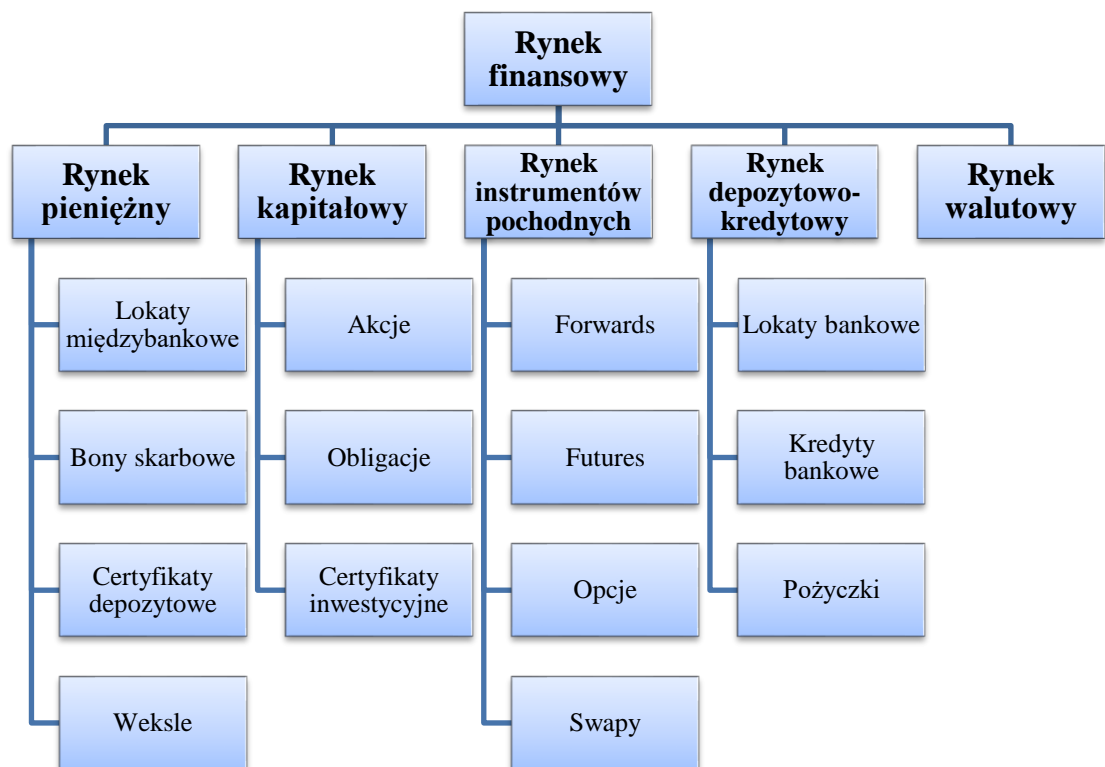 Rynek
finansowy
Rynek
pieniężny
Rynek
kapitałowy
Rynek
instrumentów
pochodnych
Rynek
depozytowo-
kredytowy
Rynek
walutowy
Lokaty
międzybankowe
Bony skarbowe
Certyfikaty
depozytowe
Weksle
Akcje
Obligacje
Certyfikaty
inwestycyjne
Forwards
Futures
Opcje
Swapy
Lokaty bankowe
Kredyty
bankowe
Pożyczki